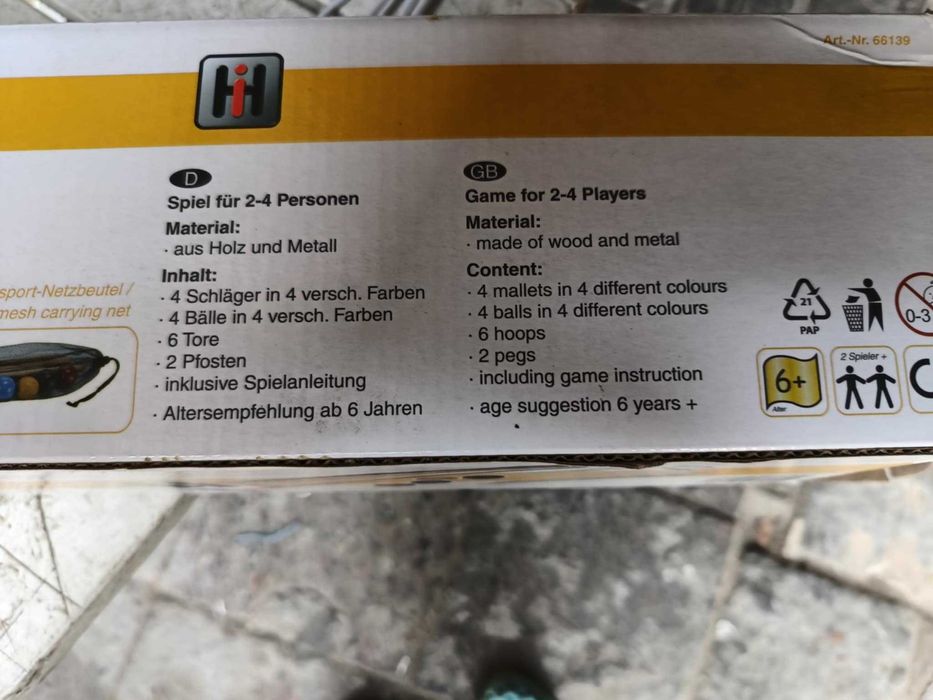 Art.-Nr. 66139
HiH
D
Spiel für 2-4 Personen
Material:
· aus Holz und Metall
Inhalt:
· 4 Schläger in 4 versch. Farben
· 4 Bälle in 4 versch. Farben
· 6 Tore
· 2 Pfosten
· inklusive Spielanleitung
· Altersempfehlung ab 6 Jahren
GB
Game for 2-4 Players
Material:
· made of wood and metal
Content:
· 4 mallets in 4 different colours
· 4 balls in 4 different colours
· 6 hoops
· 2 pegs
· including game instruction
· age suggestion 6 years +
sport-Netzbeutel /
mesh carrying net
21
PAP
0-3
6+
Alter
2 Spieler +